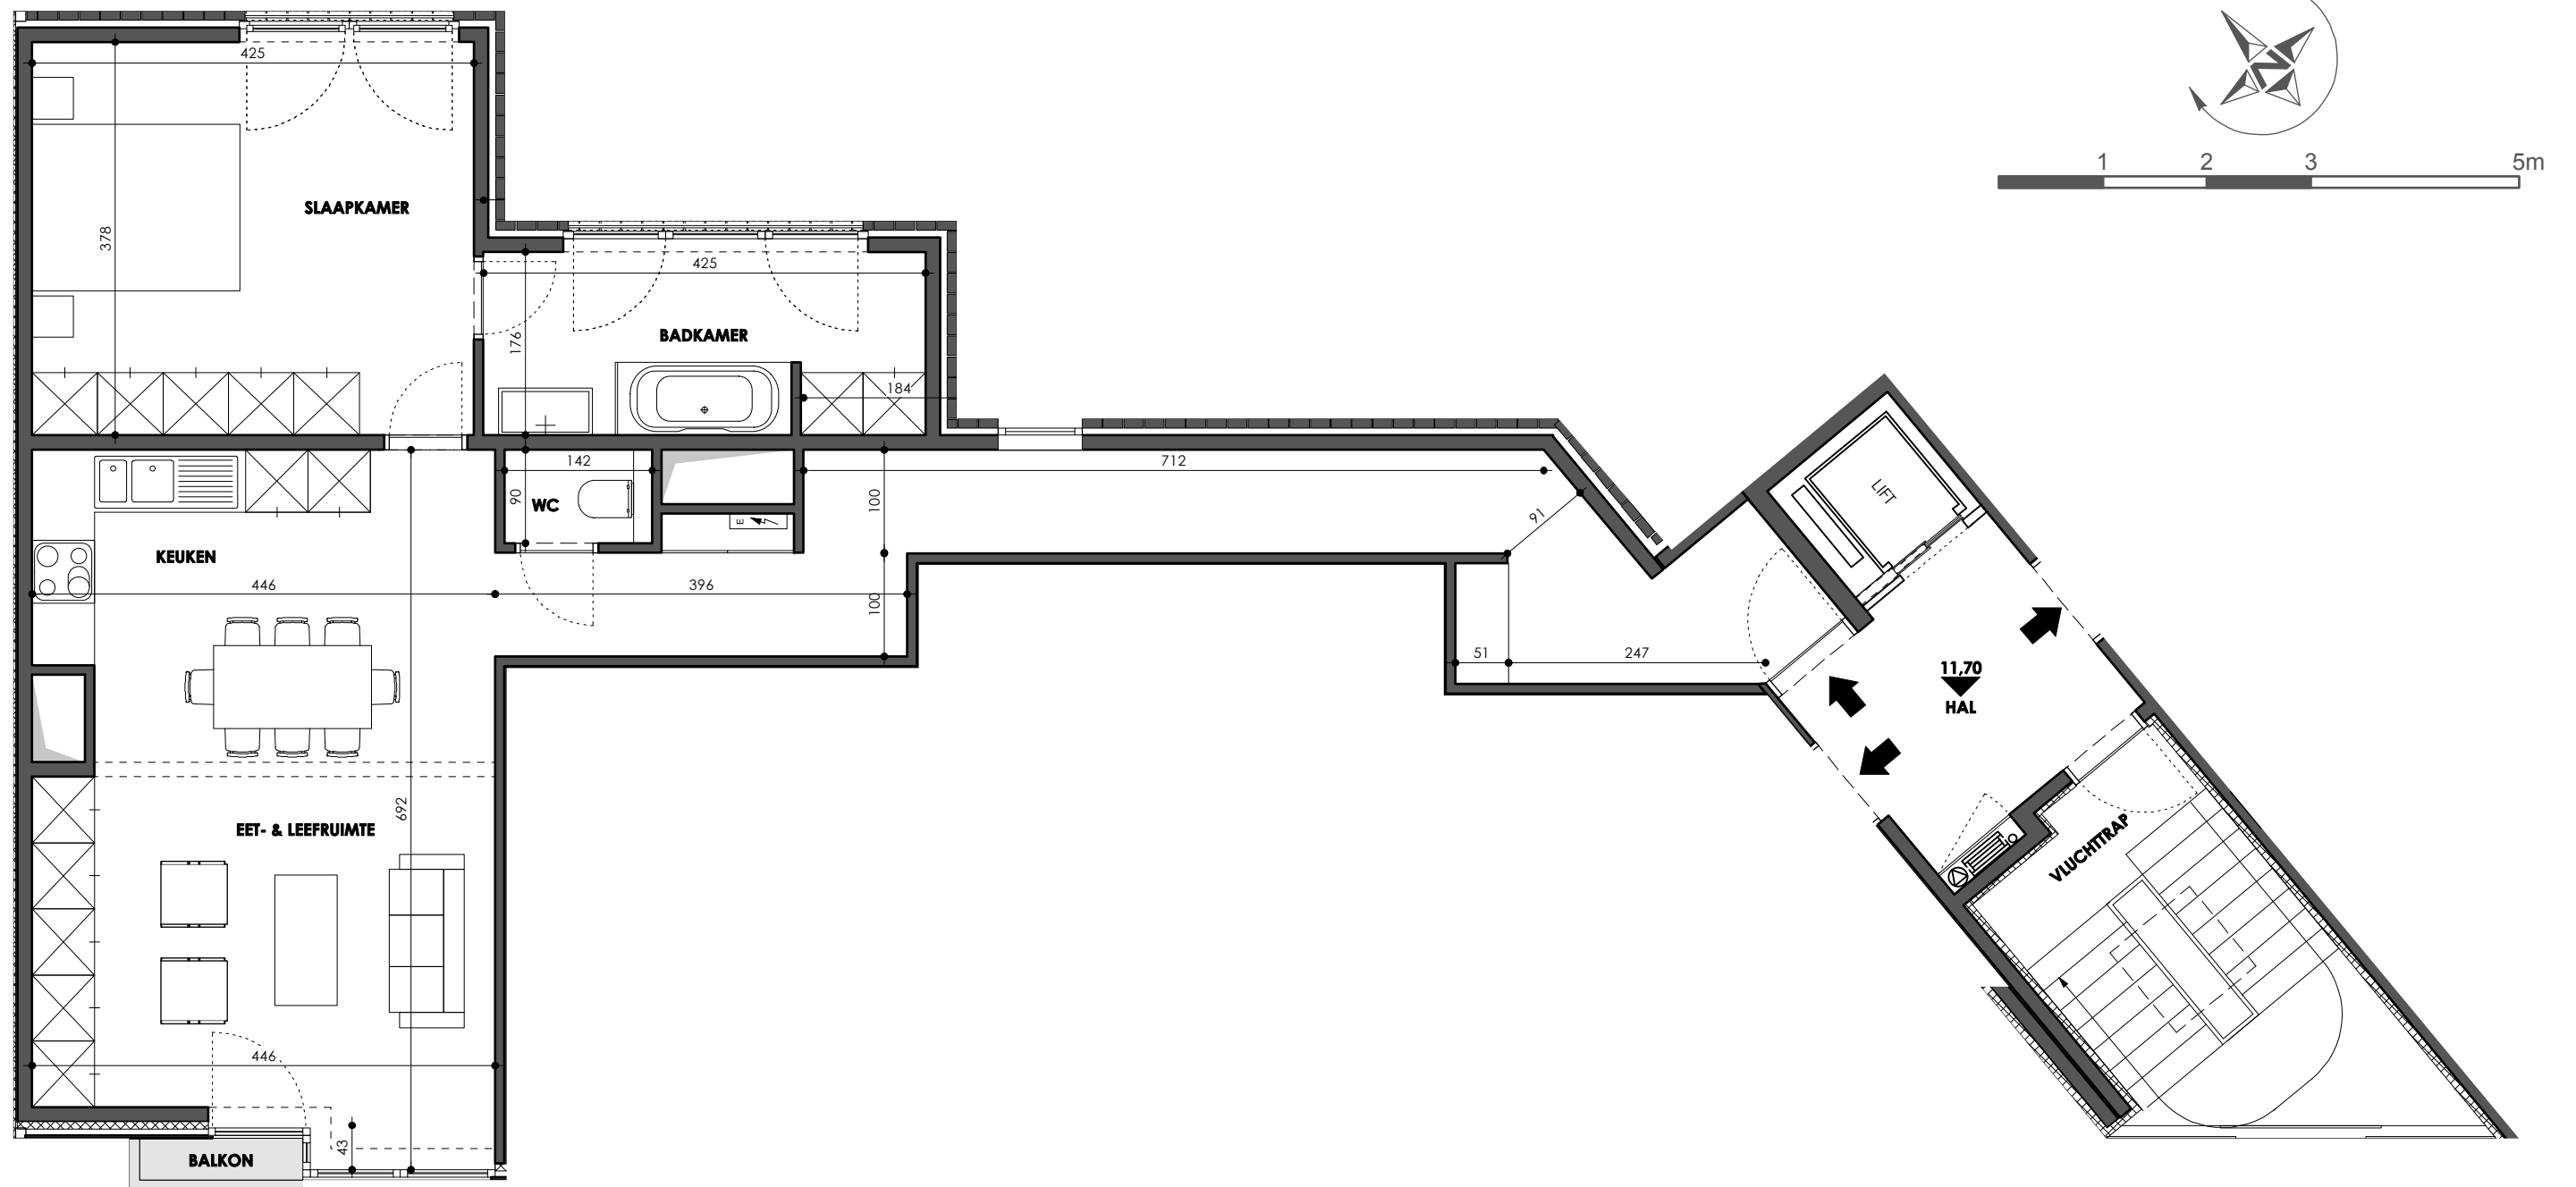 N
1 2 3 5m
425
SLAAPKAMER
378
425
176
BADKAMER
184
142
90
WC
E
712
100
91
LIFT
KEUKEN
446
396
100
51
247
11,70
HAL
692
EET- & LEEFRUIMTE
VLUCHTTRAP
446
43
BALKON